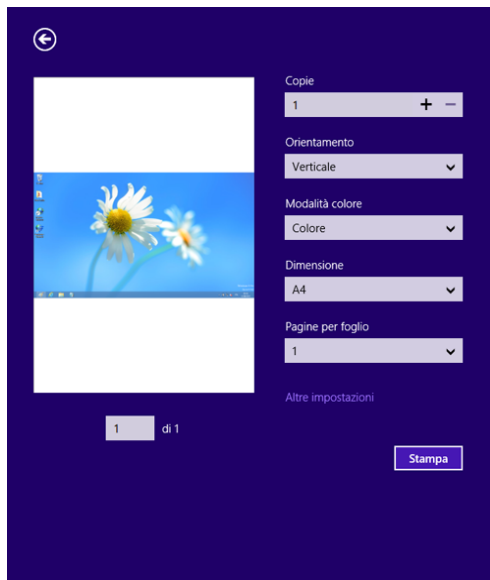 Copie
1
Orientamento
Verticale
Modalità colore
Colore
Dimensione
A4
Pagine per foglio
1
Altre impostazioni
1 di 1
Stampa